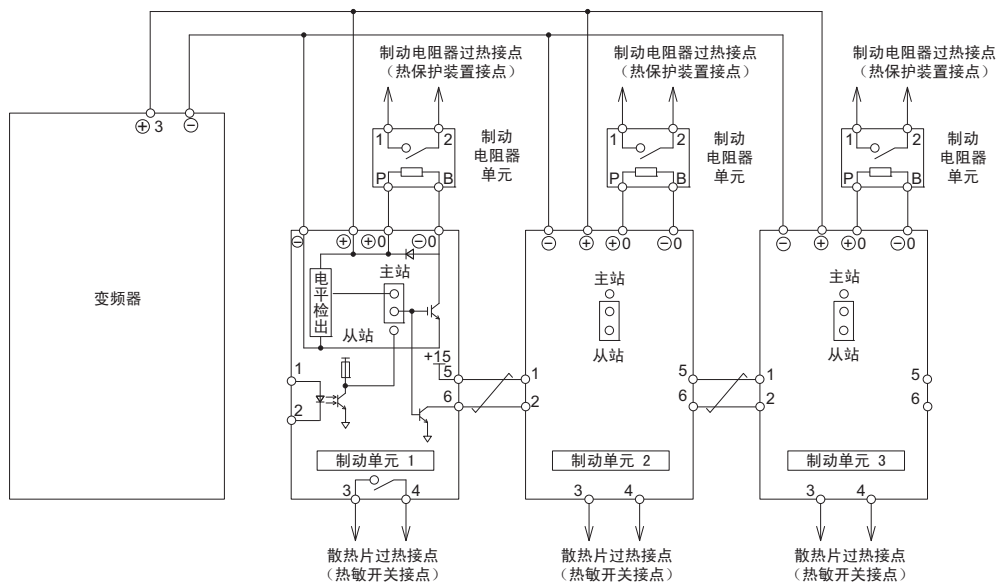 制动电阻器过热接点
（热保护装置接点）
制动电阻器过热接点
（热保护装置接点）
制动电阻器过热接点
（热保护装置接点）
⊕3 ⊖
1 2
P B
制动
电阻器
单元
1 2
P B
制动
电阻器
单元
1 2
P B
制动
电阻器
单元
变频器
⊖ ⊕ ⊕0 ⊖0
主站
电平检出
从站
+15
1
2
5
6
制动单元 1
3 4
散热片过热接点
（热敏开关接点）
⊖ ⊕ ⊕0 ⊖0
主站
从站
1
2
5
6
制动单元 2
3 4
散热片过热接点
（热敏开关接点）
⊖ ⊕ ⊕0 ⊖0
主站
从站
1
2
5
6
制动单元 3
3 4
散热片过热接点
（热敏开关接点）